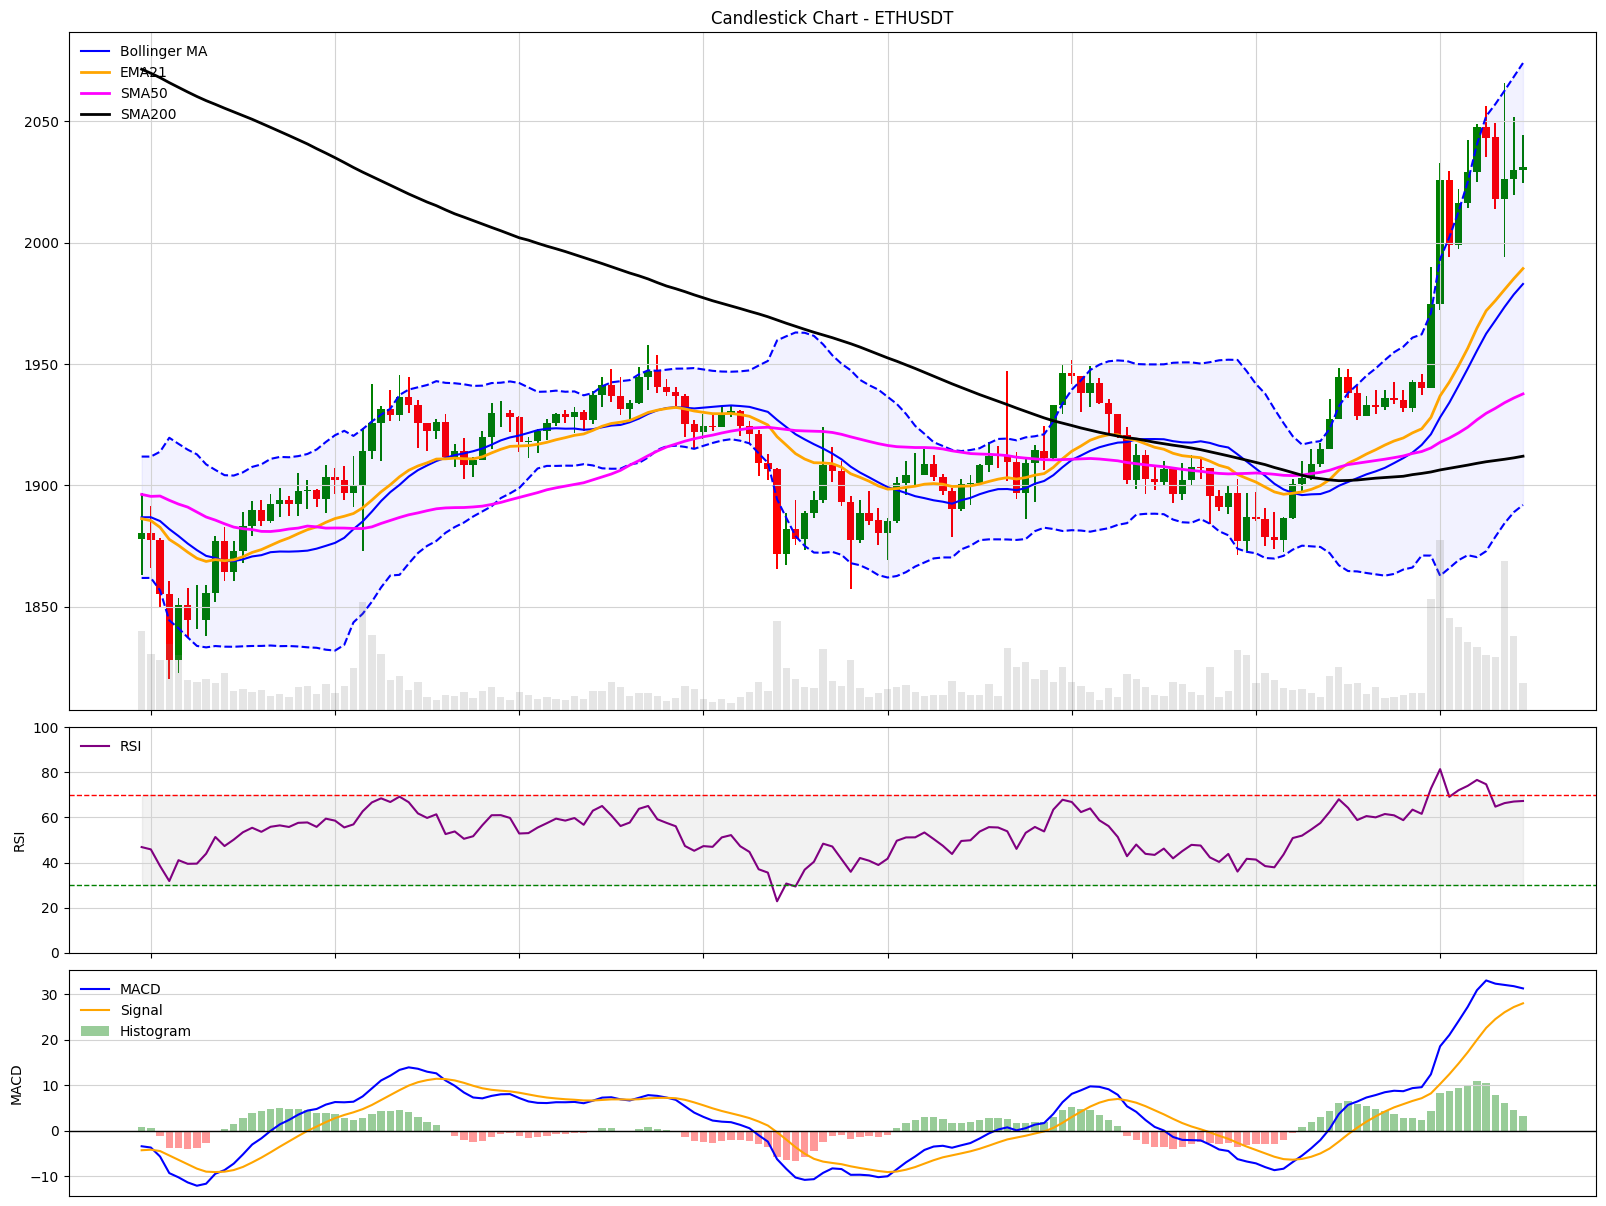 Candlestick Chart - ETHUSDT
Bollinger MA
EMA21
SMA50
SMA200
2050
2000
1950
1900
1850
RSI
100
80
60
40
20
0
RSI
MACD
Signal
Histogram
30
20
10
0
−10
MACD